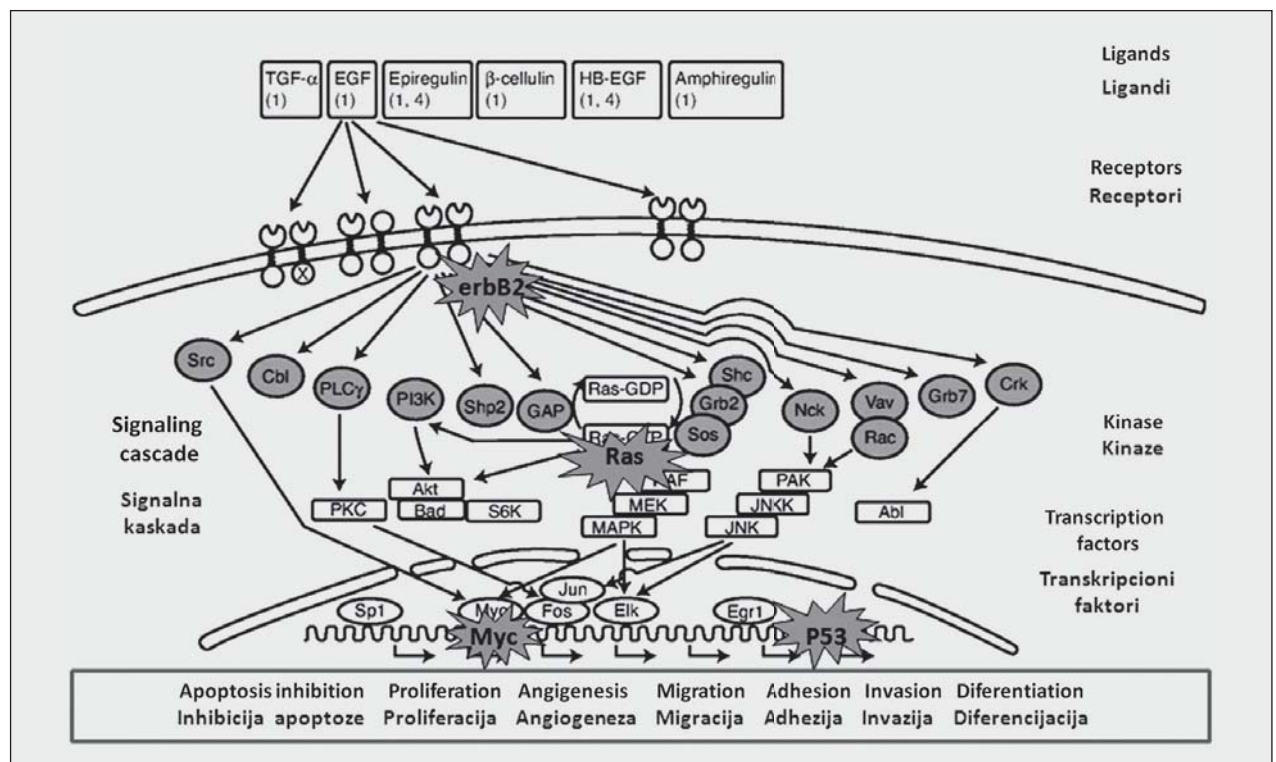 Ligands
Ligandi
TGF-α
(1)
EGF
(1)
Epiregulin
(1, 4)
β-cellulin
(1)
HB-EGF
(1, 4)
Amphiregulin
(1)
Receptors
Receptori
X
erbB2
Src
Cbl
PLCγ
PI3K
Shp2
GAP
Ras-GDP
Shc
Grb2
Sos
Nck
Vav
Rac
Grb7
Crk
Ras
Signaling
cascade
Signalna
kaskada
Kinase
Kinaze
PKC
Akt
Bad
S6K
MEK
MAPK
PAK
JNKK
JNK
Abl
Transcription
factors
Transkripcioni
faktori
Sp1
Jun
Fos
Elk
Egr1
Myc
P53
Apoptosis inhibition Proliferation Angigenesis Migration Adhesion Invasion Diferentiation
Inhibicija apoptoze Proliferacija Angiogeneza Migracija Adhezija Invazija Diferencijacija